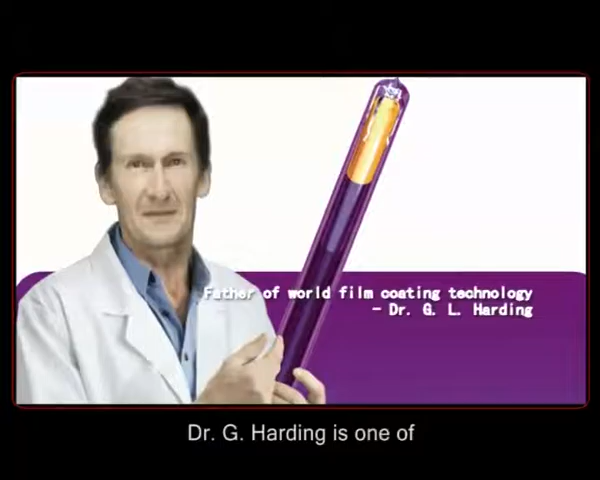 Father of world film coating technology
- Dr. G. L. Harding
Dr. G. Harding is one of